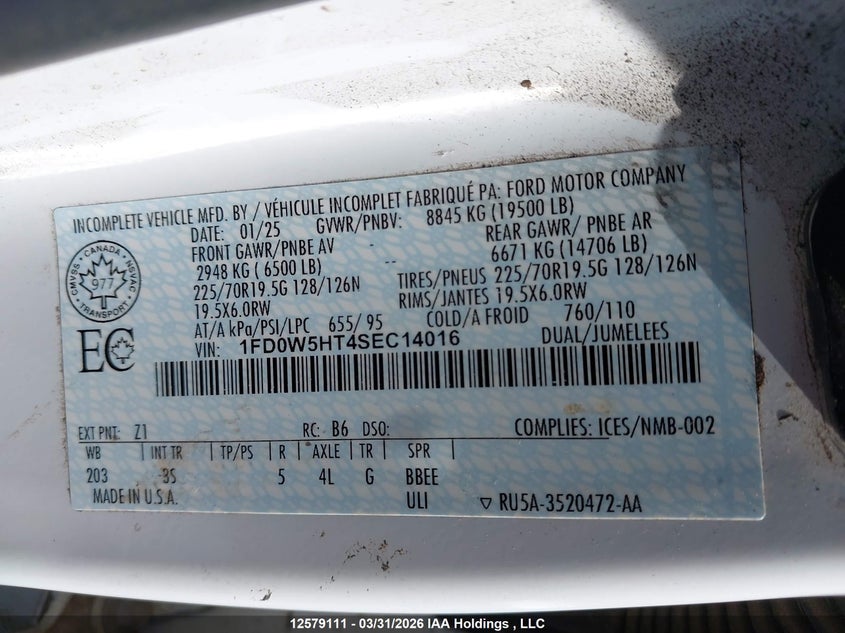 INCOMPLETE VEHICLE MFD. BY / VÉHICULE INCOMPLET FABRIQUÉ PA: FORD MOTOR COMPANY
DATE: 01/25 GVWR/PNBV: 8845 KG (19500 LB)
FRONT GAWR/PNBE AV - REAR GAWR/ PNBE AR
2948 KG ( 6500 LB) -- 6671 KG (14706 LB)
225/70R19.5G 128/126N TIRES/PNEUS 225/70R19.5G 128/126N
19.5X6.0RW RIMS/JANTES 19.5X6.0RW
AT/A kPa/PSI/LPC 655/ 95 COLD/A FROID 760/110
VIN: 1FD0W5HT4SEC14016 DUAL/JUMELEES
CANADA
CMVSS
NSVAC
977
TRANSPORT
EC
EXT PNT: Z1 RC: B6 DSO: COMPLIES: ICES/NMB-002
WB INT TR TP/PS R AXLE TR SPR
203 3S 5 4L G BBEE
MADE IN U.S.A. ULI RU5A-3520472-AA
12579111 - 03/31/2026 IAA Holdings , LLC